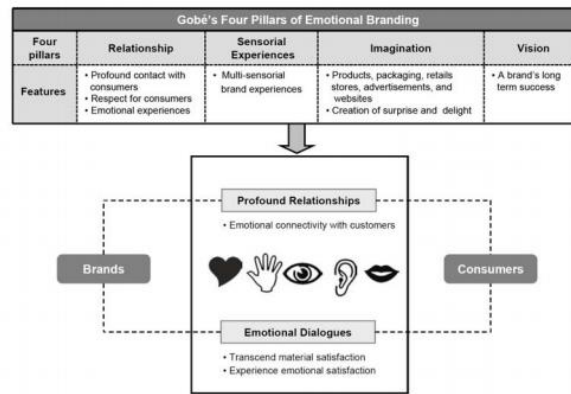 Gobé's Four Pillars of Emotional Branding
Four pillars
Relationship
Sensorial Experiences
Imagination
Vision
Features
• Profound contact with
consumers
• Respect for consumers
• Emotional experiences
• Multi-sensorial
brand experiences
• Products, packaging, retails
stores, advertisements, and
websites
• Creation of surprise and delight
• A brand's long
term success
Profound Relationships
• Emotional connectivity with customers
Brands
Consumers
Emotional Dialogues
• Transcend material satisfaction
• Experience emotional satisfaction